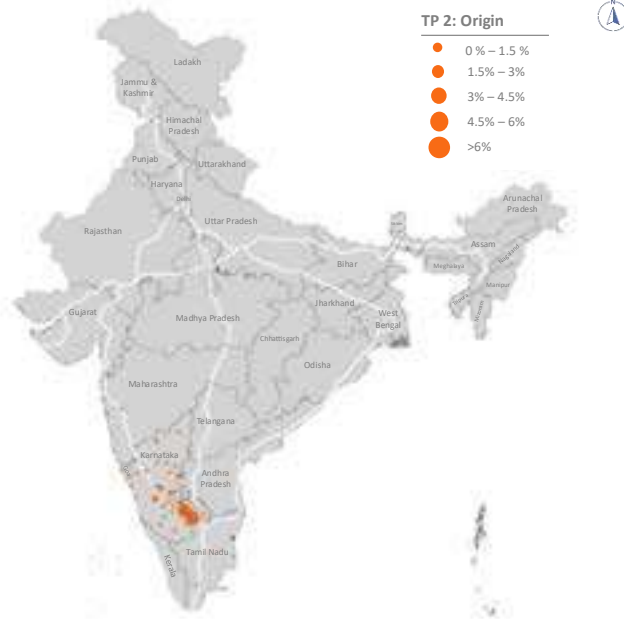 TP 2: Origin
N
0 % – 1.5 %
1.5% – 3%
3% – 4.5%
4.5% – 6%
>6%
Ladakh
Jammu &
Kashmir
Himachal
Pradesh
Punjab
Uttarakhand
Haryana
Delhi
Arunachal
Pradesh
Rajasthan
Uttar Pradesh
Assam
Nagaland
Bihar
Meghalaya
Manipur
Tripura
Mizoram
Gujarat
Madhya Pradesh
Jharkhand
West
Bengal
Chhattisgarh
Odisha
Maharashtra
Telangana
Karnataka
Andhra
Pradesh
Tamil Nadu
Kerala